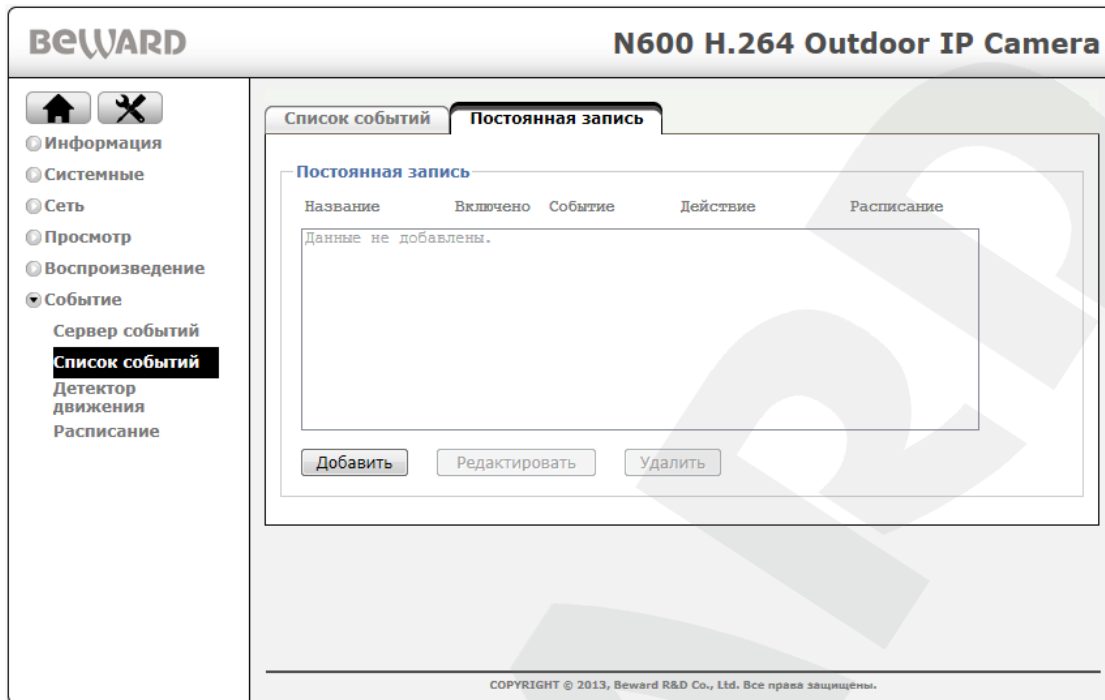 BEWARD
N600 H.264 Outdoor IP Camera
Информация
Системные
Сеть
Просмотр
Воспроизведение
Событие
Сервер событий
Список событий
Детектор
движения
Расписание
Список событий Постоянная запись
Постоянная запись
Название Включено Событие Действие Расписание
Данные не добавлены.
Добавить Редактировать Удалить
COPYRIGHT © 2013, Beward R&D Co., Ltd. Все права защищены.